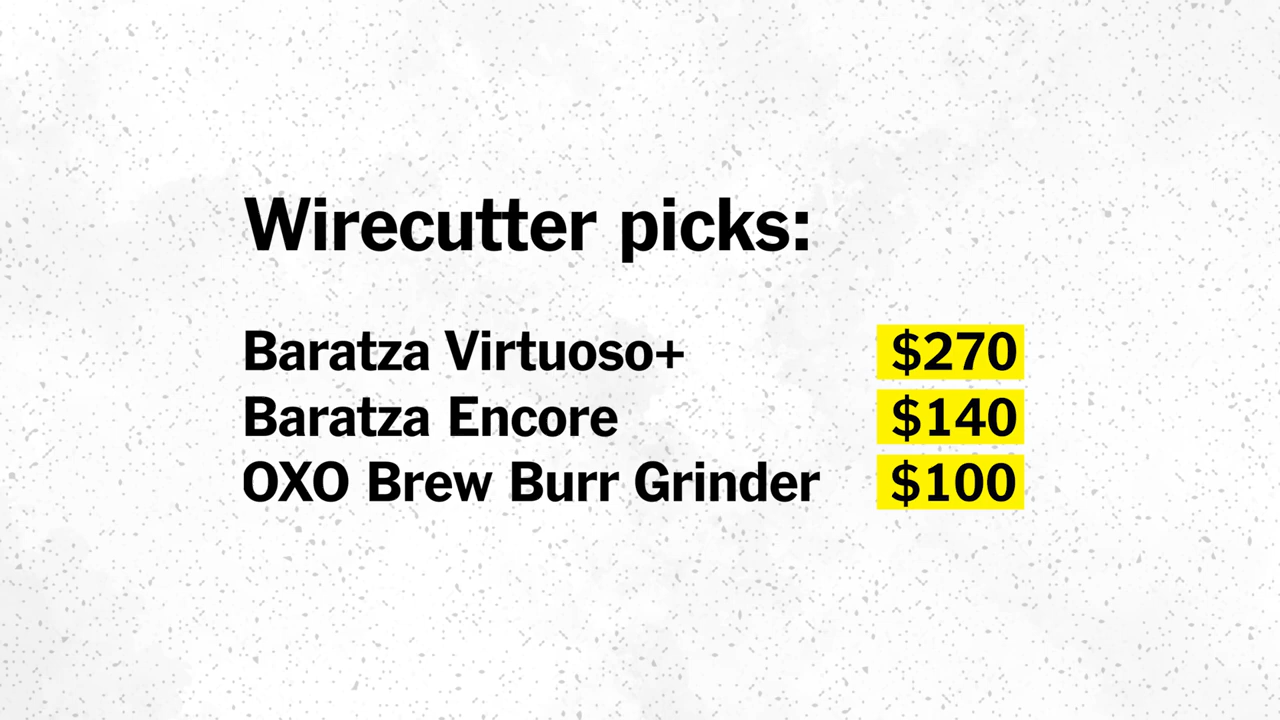 Wirecutter picks:
Baratza Virtuoso+ $270
Baratza Encore $140
OXO Brew Burr Grinder $100